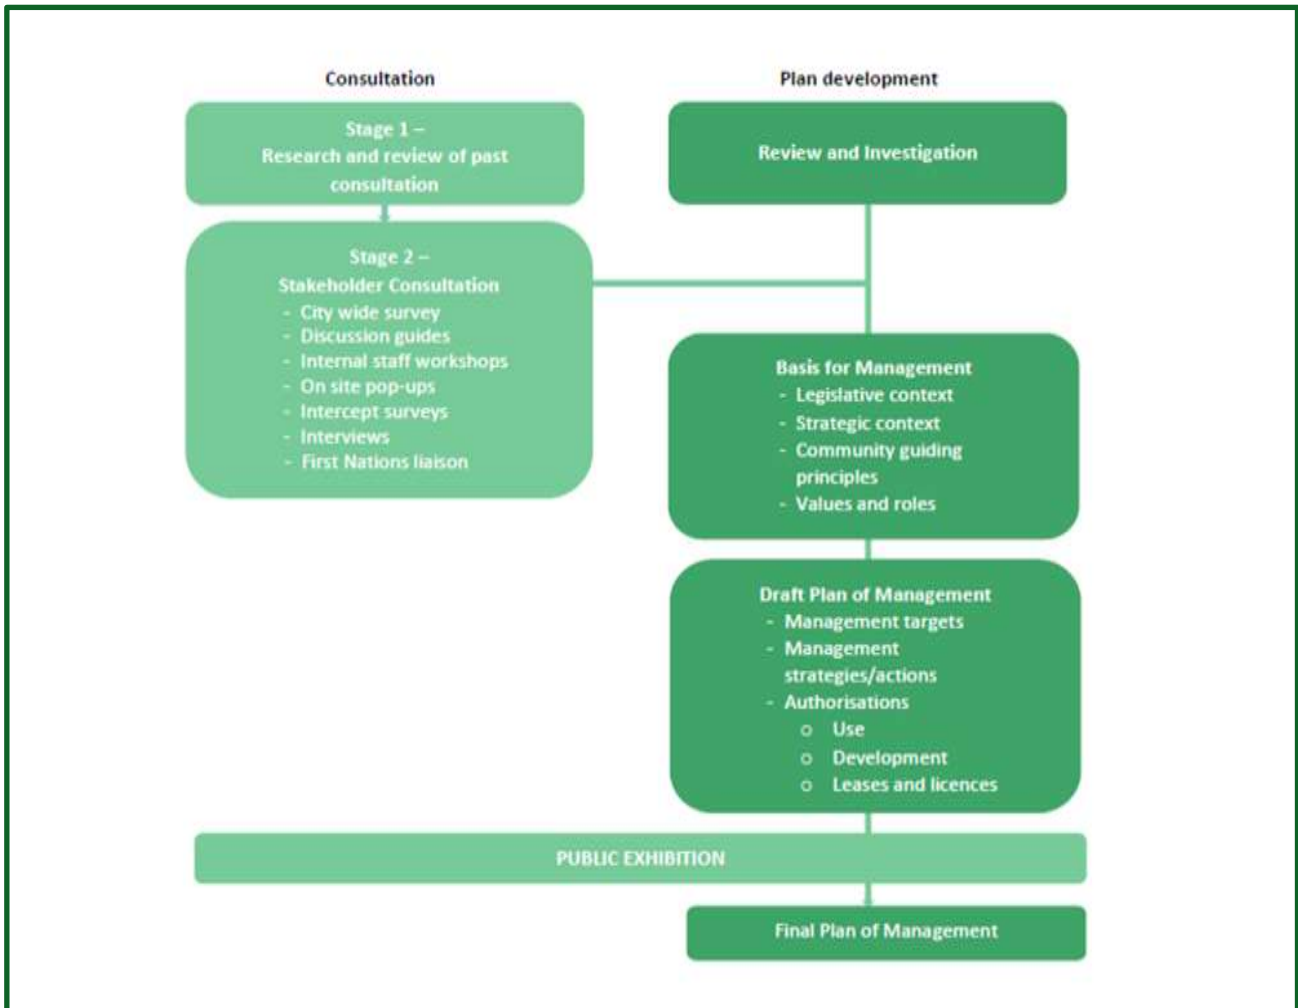 Consultation
Stage 1 –
Research and review of past
consultation
Stage 2 –
Stakeholder Consultation
- City wide survey
- Discussion guides
- Internal staff workshops
- On site pop-ups
- Intercept surveys
- Interviews
- First Nations liaison
Plan development
Review and Investigation
Basis for Management
- Legislative context
- Strategic context
- Community guiding
principles
- Values and roles
Draft Plan of Management
- Management targets
- Management
strategies/actions
- Authorisations
o Use
o Development
o Leases and licences
PUBLIC EXHIBITION
Final Plan of Management